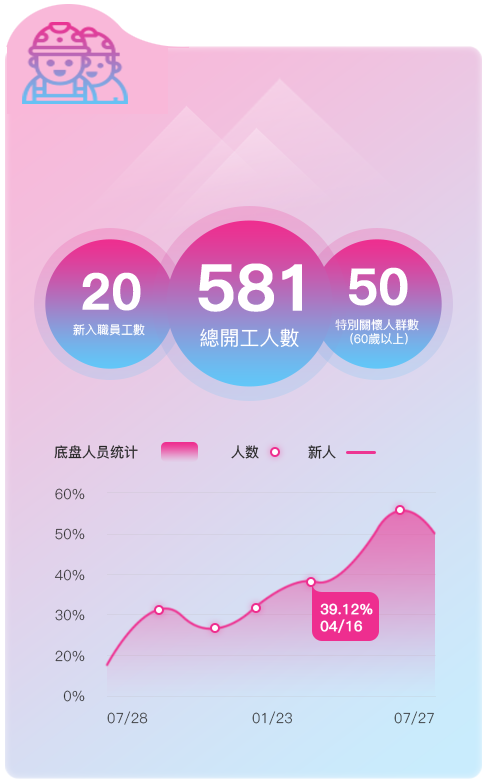 20
新入職員工數
581
總開工人數
50
特別關懷人群數
(60歲以上)
底盘人员统计
人数
新人
60%
50%
40%
30%
20%
0%
39.12%
04/16
07/28
01/23
07/27